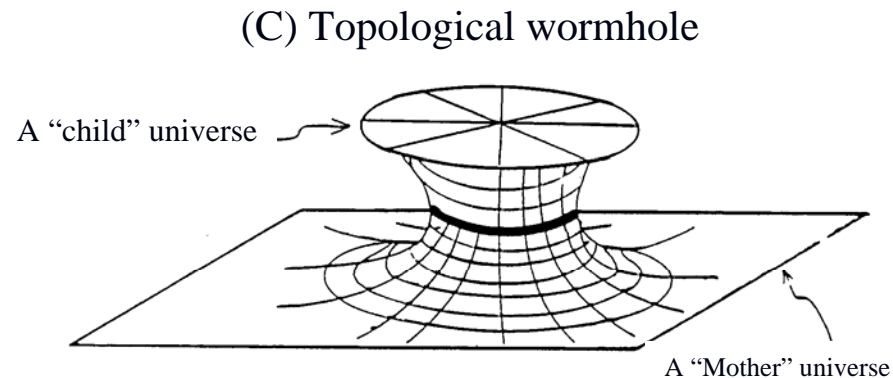 (C) Topological wormhole
A “child” universe
A “Mother” universe